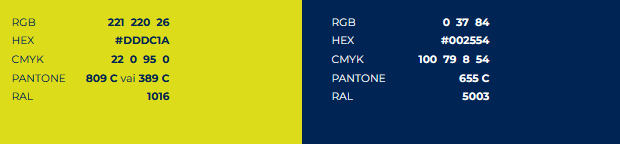 RGB 221 220 26
HEX #DDDC1A
CMYK 22 0 95 0
PANTONE 809 C vai 389 C
RAL 1016
RGB 0 37 84
HEX #002554
CMYK 100 79 8 54
PANTONE 655 C
RAL 5003